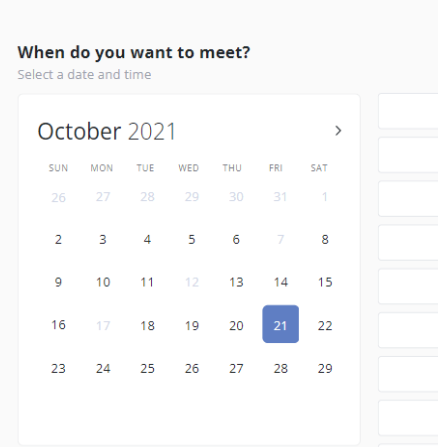 When do you want to meet?
Select a date and time
October 2021 >
SUN MON TUE WED THU FRI SAT
26 27 28 29 30 31 1
2 3 4 5 6 7 8
9 10 11 12 13 14 15
16 17 18 19 20 21 22
23 24 25 26 27 28 29